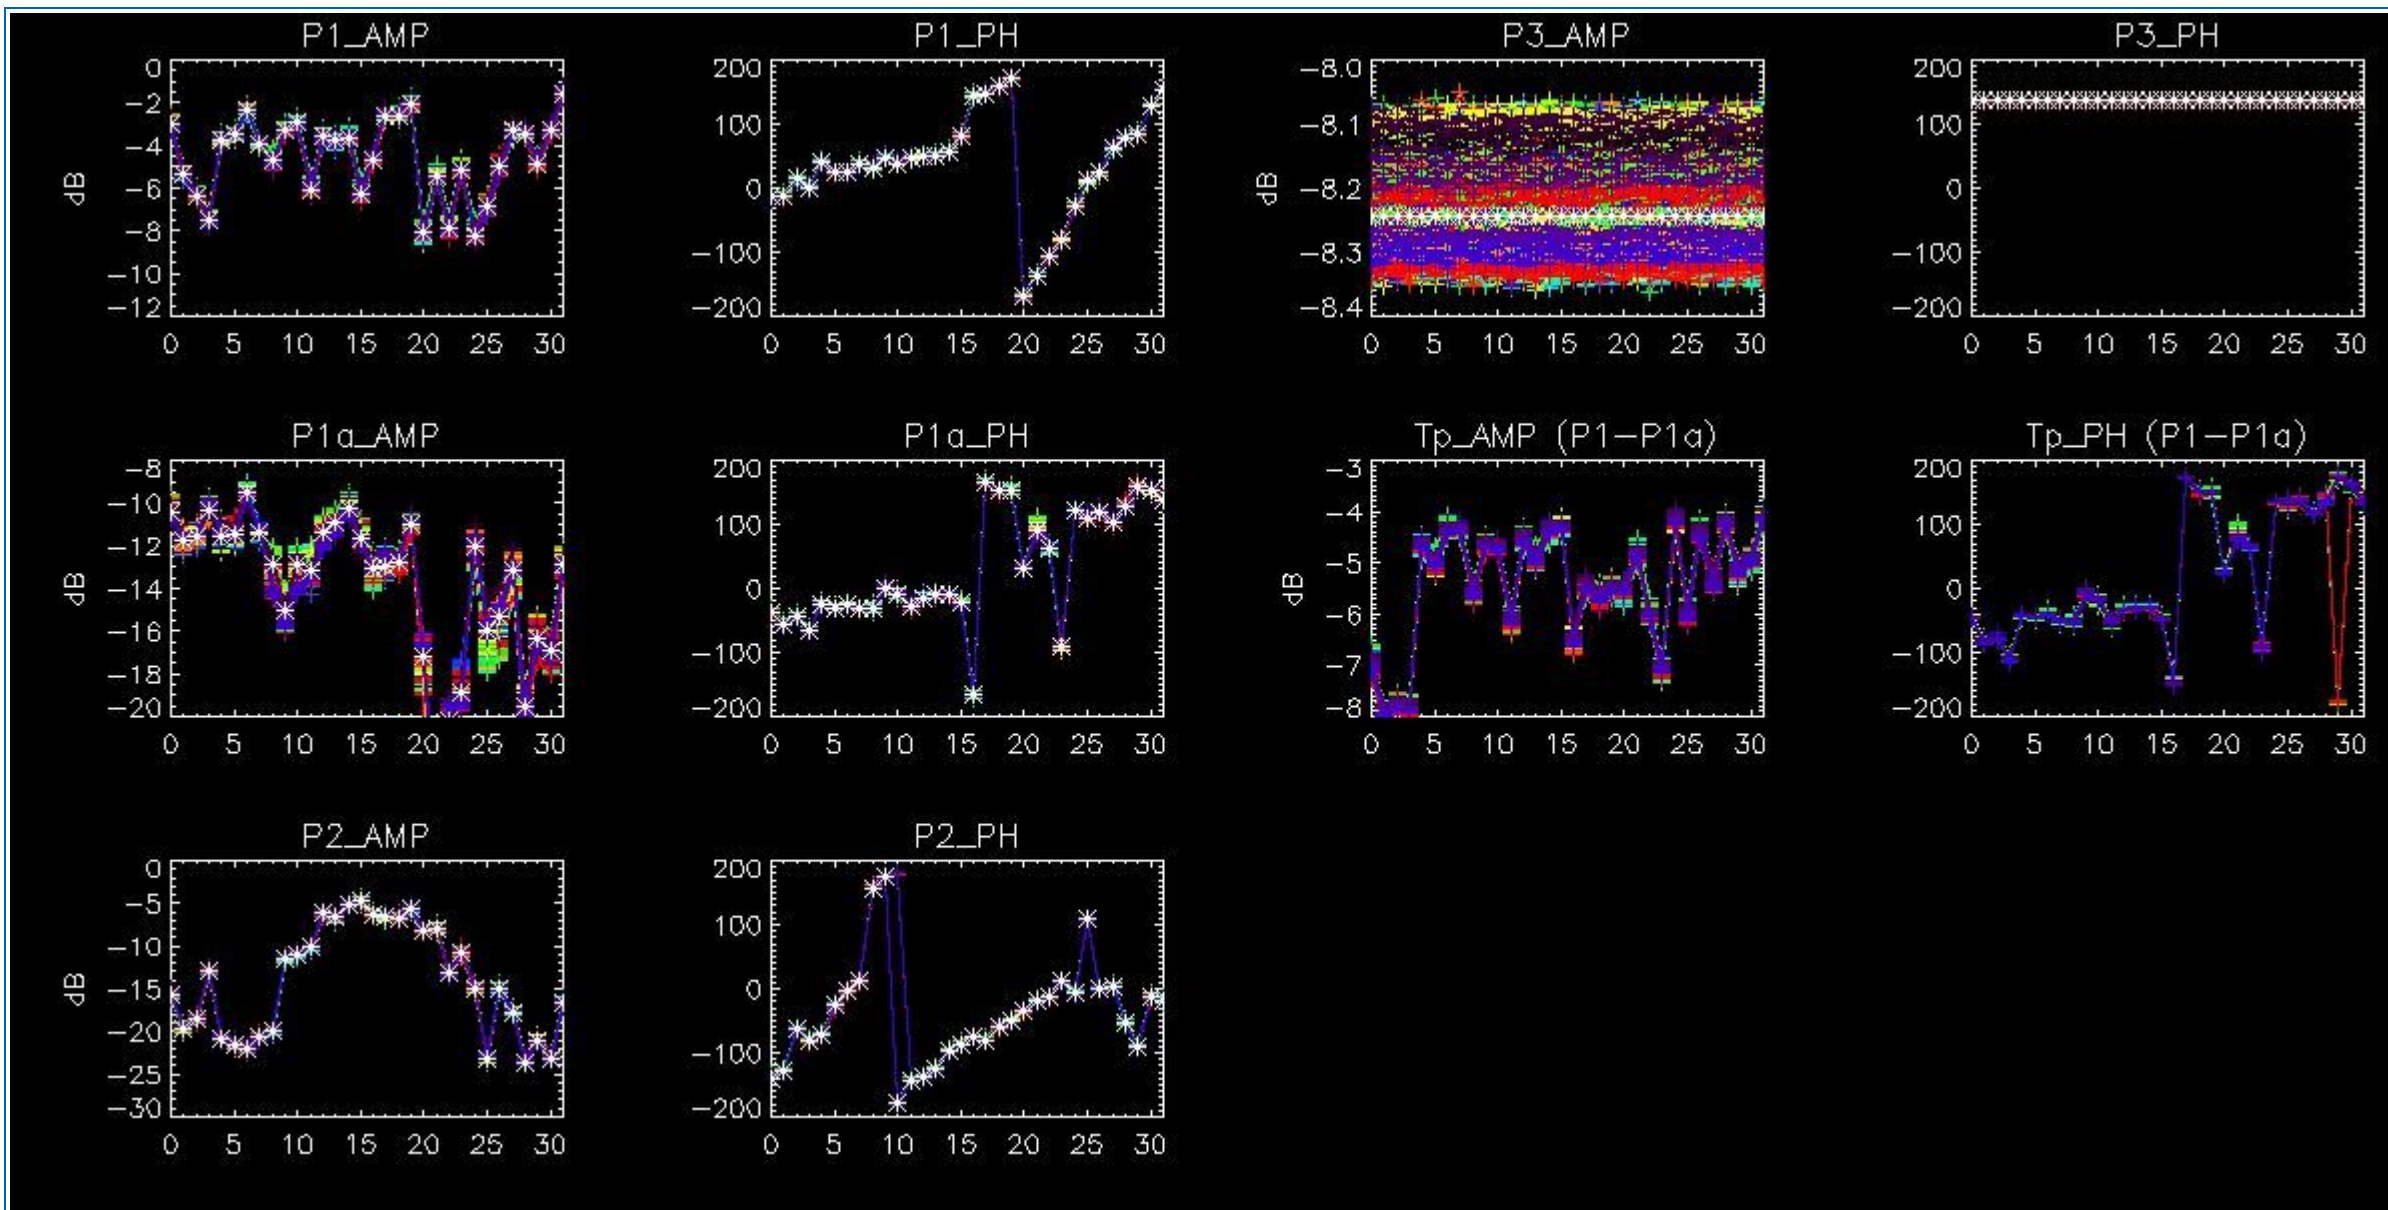 P1_AMP P1_PH P3_AMP P3_PH
0 200 -8.0 200
-2 100 -8.1 100
-4 0 -8.2 0
-6 -100 -8.3 -100
-8 -200 -8.4 -200
-10
-12
dB dB
0 5 10 15 20 25 30 0 5 10 15 20 25 30 0 5 10 15 20 25 30 0 5 10 15 20 25 30
P1a_AMP P1a_PH Tp_AMP (P1-P1a) Tp_PH (P1-P1a)
-8 200 -3 200
-10 100 -4 100
-12 0 -5 0
-14 -100 -6 -100
-16 -200 -7 -200
-18 -8
-20
dB dB
0 5 10 15 20 25 30 0 5 10 15 20 25 30 0 5 10 15 20 25 30 0 5 10 15 20 25 30
P2_AMP P2_PH
0 200
-5 100
-10 0
-15 -100
-20 -200
-25
-30
dB
0 5 10 15 20 25 30 0 5 10 15 20 25 30